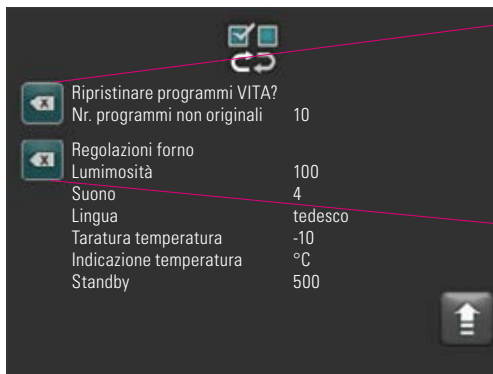 Ripristinare programmi VITA?
Nr. programmi non originali 10
Regolazioni forno
Lumimosità 100
Suono 4
Lingua tedesco
Taratura temperatura -10
Indicazione temperatura °C
Standby 500